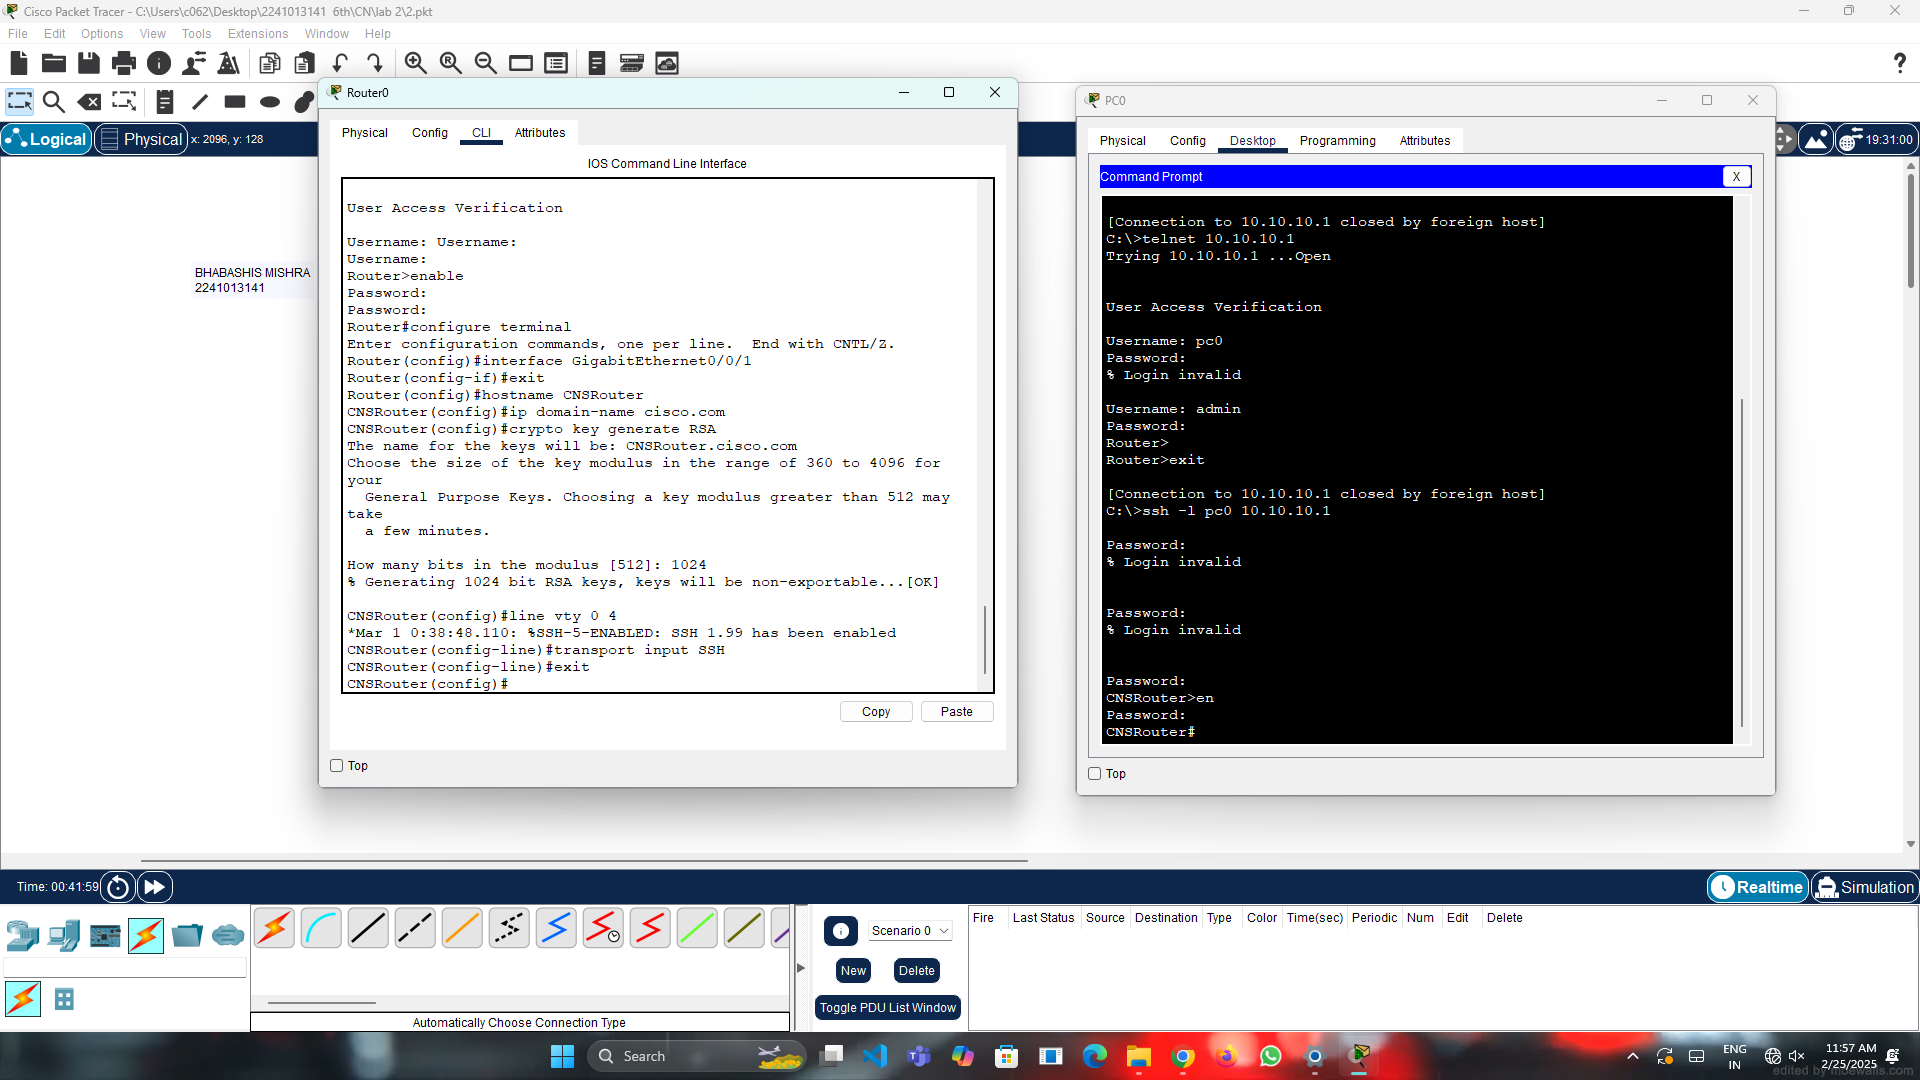 Cisco Packet Tracer - C:\Users\c062\Desktop\2241013141 6th\CN\lab 2\2.pkt
File Edit Options View Tools Extensions Window Help
?
Logical Physical x: 2096, y: 128
19:31:00
BHABASHIS MISHRA
2241013141
Router0
Physical Config CLI Attributes
IOS Command Line Interface
User Access Verification
Username: Username:
Username:
Router>enable
Password:
Password:
Router#configure terminal
Enter configuration commands, one per line.  End with CNTL/Z.
Router(config)#interface GigabitEthernet0/0/1
Router(config-if)#exit
Router(config)#hostname CNSRouter
CNSRouter(config)#ip domain-name cisco.com
CNSRouter(config)#crypto key generate RSA
The name for the keys will be: CNSRouter.cisco.com
Choose the size of the key modulus in the range of 360 to 4096 for
your
General Purpose Keys. Choosing a key modulus greater than 512 may
take
a few minutes.
How many bits in the modulus [512]: 1024
% Generating 1024 bit RSA keys, keys will be non-exportable...[OK]
CNSRouter(config)#line vty 0 4
*Mar 1 0:38:48.110: %SSH-5-ENABLED: SSH 1.99 has been enabled
CNSRouter(config-line)#transport input SSH
CNSRouter(config-line)#exit
CNSRouter(config)#
Copy Paste
Top
PC0
Physical Config Desktop Programming Attributes
Command Prompt X
[Connection to 10.10.10.1 closed by foreign host]
C:\>telnet 10.10.10.1
Trying 10.10.10.1 ...Open
User Access Verification
Username: pc0
Password:
% Login invalid
Username: admin
Password:
Router>
Router>exit
[Connection to 10.10.10.1 closed by foreign host]
C:\>ssh -l pc0 10.10.10.1
Password:
% Login invalid
Password:
% Login invalid
Password:
CNSRouter>en
Password:
CNSRouter#
Top
Time: 00:41:59
Realtime Simulation
Automatically Choose Connection Type
Scenario 0
New Delete
Toggle PDU List Window
Fire Last Status Source Destination Type Color Time(sec) Periodic Num Edit Delete
Search
ENG
IN
11:57 AM
2/25/2025
edited by moewalls.com